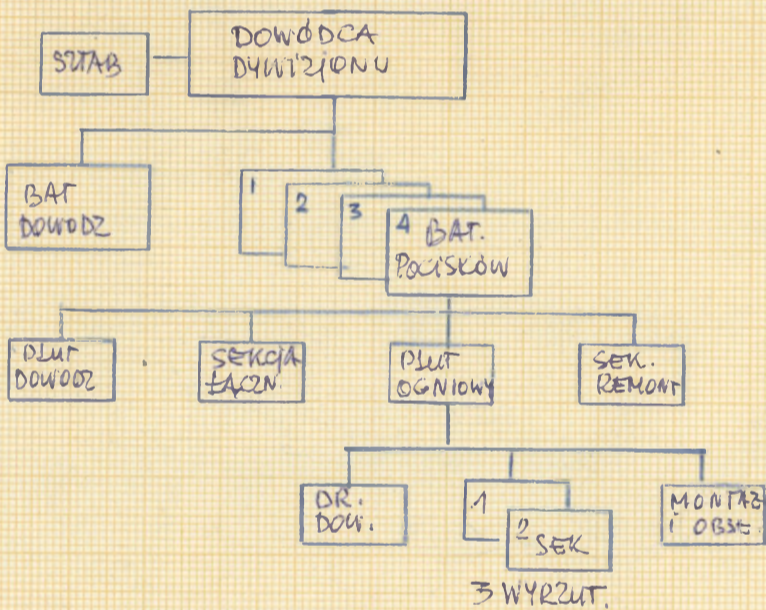 SZTAB
DOWÓDCA
DYWIZJONU
BAT
DOWODZ
1
2
3
4 BAT.
POCISKÓW
PLUT
DOWODZ
SEKCJA
ŁĄCZN.
PLUT
OGNIOWY
SEK.
REMONT
DR.
DOW.
1
2 SEK
MONTAŻ
I OBSŁ.
3 WYRZUT.